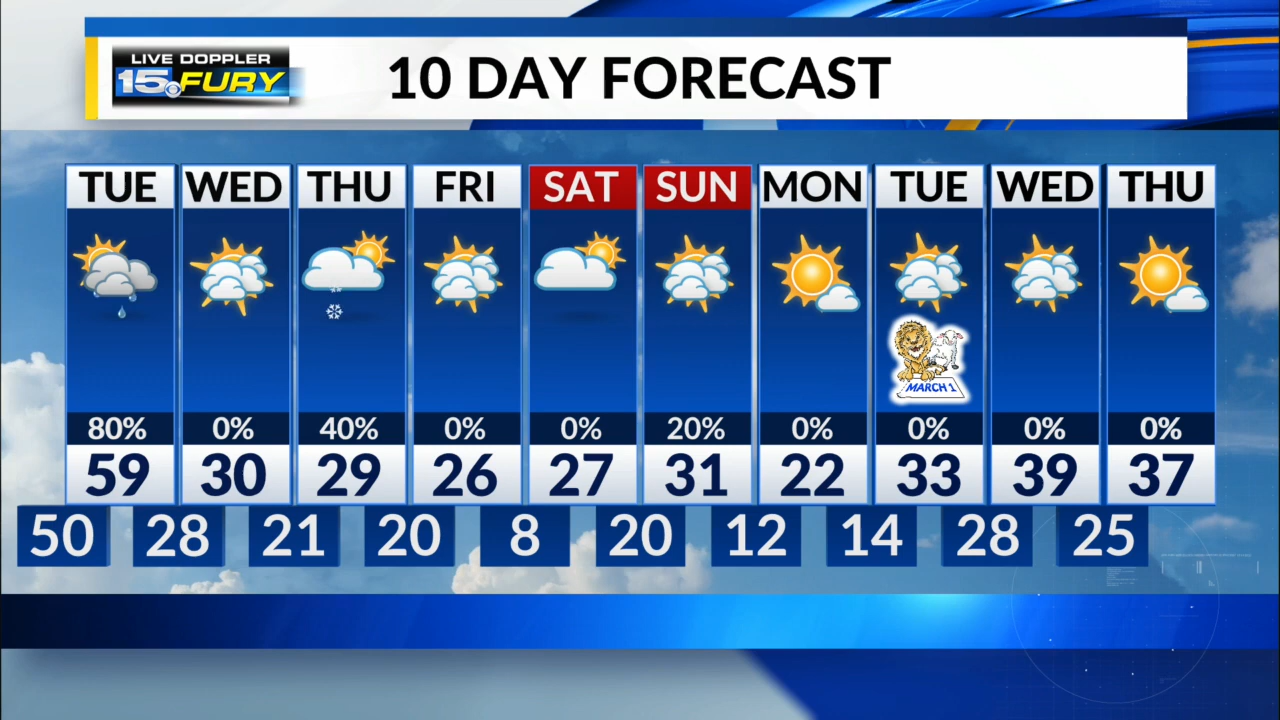 LIVE DOPPLER
15 FURY
10 DAY FORECAST
TUE WED THU FRI SAT SUN MON TUE WED THU
MARCH 1
80% 0% 40% 0% 0% 20% 0% 0% 0% 0%
59 30 29 26 27 31 22 33 39 37
50 28 21 20 8 20 12 14 28 25